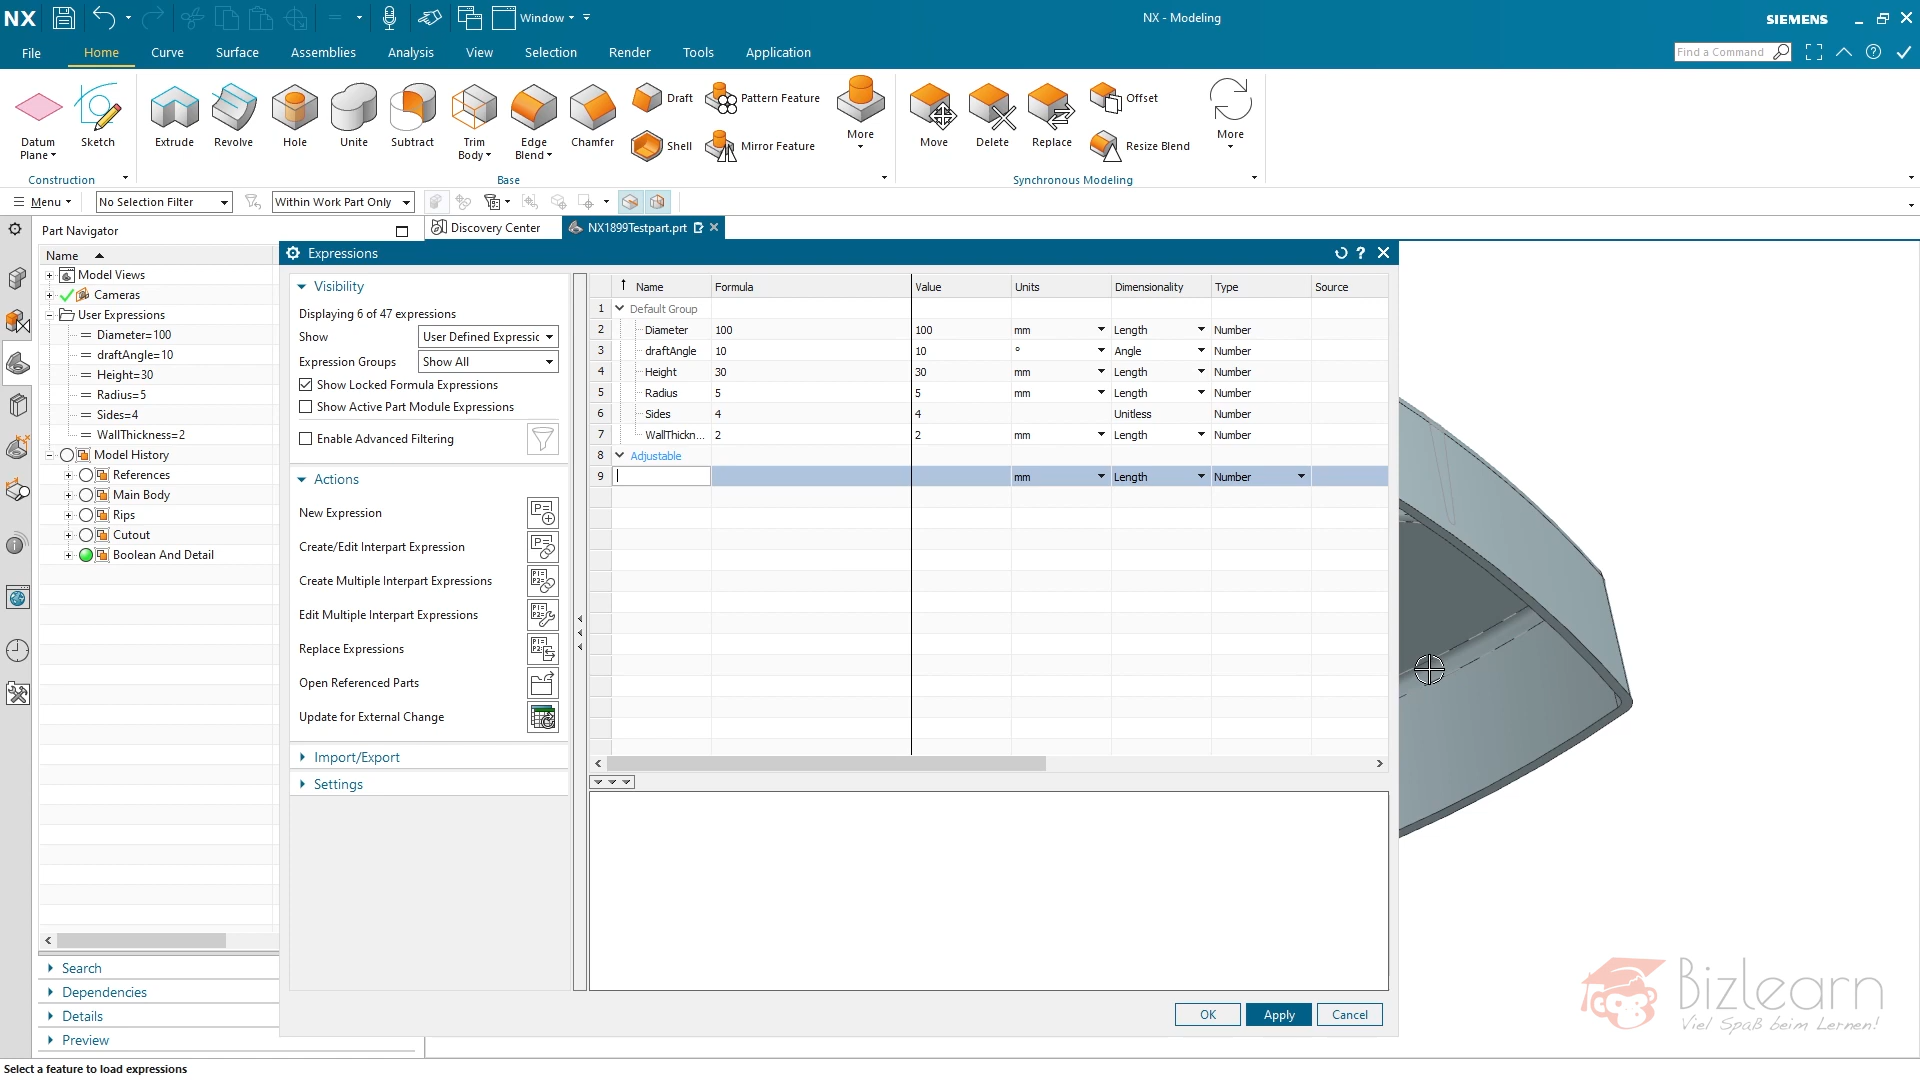 NX
Window
NX - Modeling
SIEMENS
File
Home
Curve
Surface
Assemblies
Analysis
View
Selection
Render
Tools
Application
Find a Command
Datum
Plane
Sketch
Extrude
Revolve
Hole
Unite
Subtract
Trim
Body
Edge
Blend
Chamfer
Draft
Shell
Pattern Feature
Mirror Feature
More
Move
Delete
Replace
Offset
Resize Blend
More
Construction
Base
Synchronous Modeling
Menu
No Selection Filter
Within Work Part Only
Part Navigator
Discovery Center
NX1899Testpart.prt
Name
Model Views
Cameras
User Expressions
Diameter=100
draftAngle=10
Height=30
Radius=5
Sides=4
WallThickness=2
Model History
References
Main Body
Rips
Cutout
Boolean And Detail
Search
Dependencies
Details
Preview
Expressions
Visibility
Displaying 6 of 47 expressions
Show
User Defined Expressic
Expression Groups
Show All
Show Locked Formula Expressions
Show Active Part Module Expressions
Enable Advanced Filtering
Actions
New Expression
Create/Edit Interpart Expression
Create Multiple Interpart Expressions
Edit Multiple Interpart Expressions
Replace Expressions
Open Referenced Parts
Update for External Change
Import/Export
Settings
Name Formula Value Units Dimensionality Type Source
1 Default Group
2 Diameter 100 100 mm Length Number
3 draftAngle 10 10 ° Angle Number
4 Height 30 30 mm Length Number
5 Radius 5 5 mm Length Number
6 Sides 4 4 Unitless Number
7 WallThickn... 2 2 mm Length Number
8 Adjustable
9 mm Length Number
OK
Apply
Cancel
Bizlearn
Viel Spaß beim Lernen!
Select a feature to load expressions